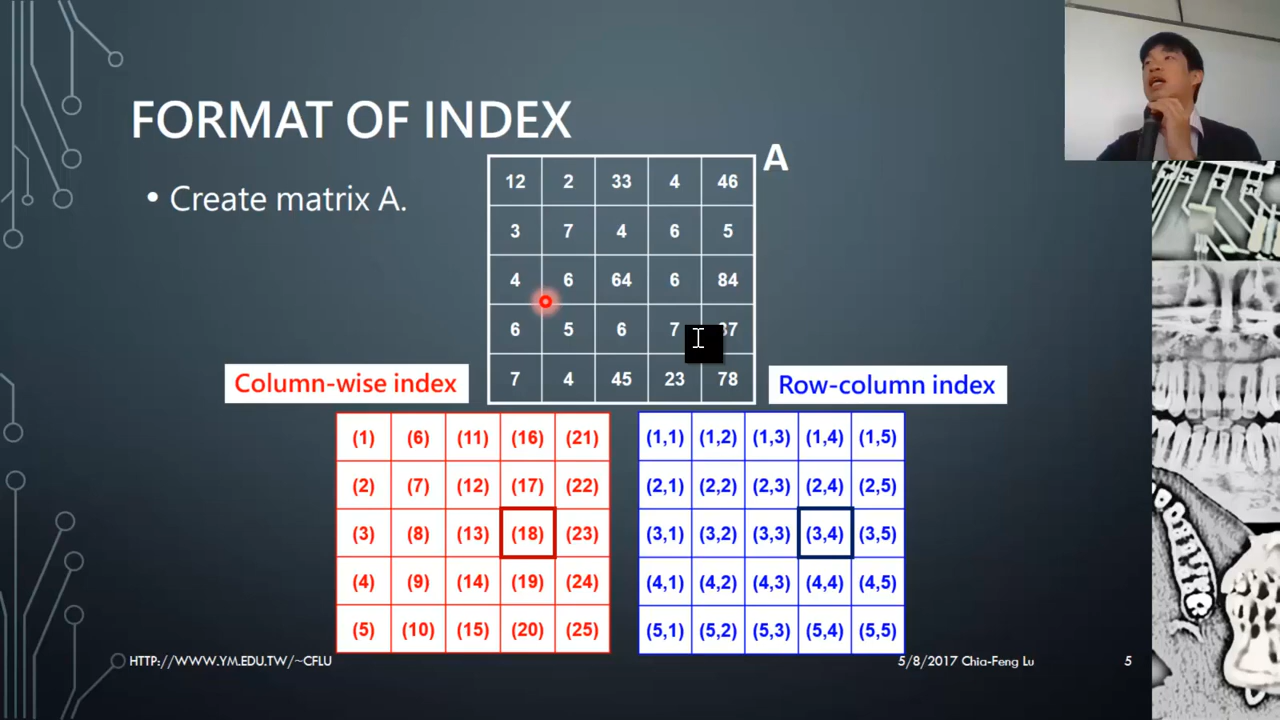 FORMAT OF INDEX
A
• Create matrix A.
12 2 33 4 46
3 7 4 6 5
4 6 64 6 84
6 5 6 7
7 4 45 23 78
Column-wise index
Row-column index
(1) (6) (11) (16) (21)
(2) (7) (12) (17) (22)
(3) (8) (13) (18) (23)
(4) (9) (14) (19) (24)
(5) (10) (15) (20) (25)
(1,1) (1,2) (1,3) (1,4) (1,5)
(2,1) (2,2) (2,3) (2,4) (2,5)
(3,1) (3,2) (3,3) (3,4) (3,5)
(4,1) (4,2) (4,3) (4,4) (4,5)
(5,1) (5,2) (5,3) (5,4) (5,5)
HTTP://WWW.YM.EDU.TW/~CFLU
5/8/2017 Chia-Feng Lu
5